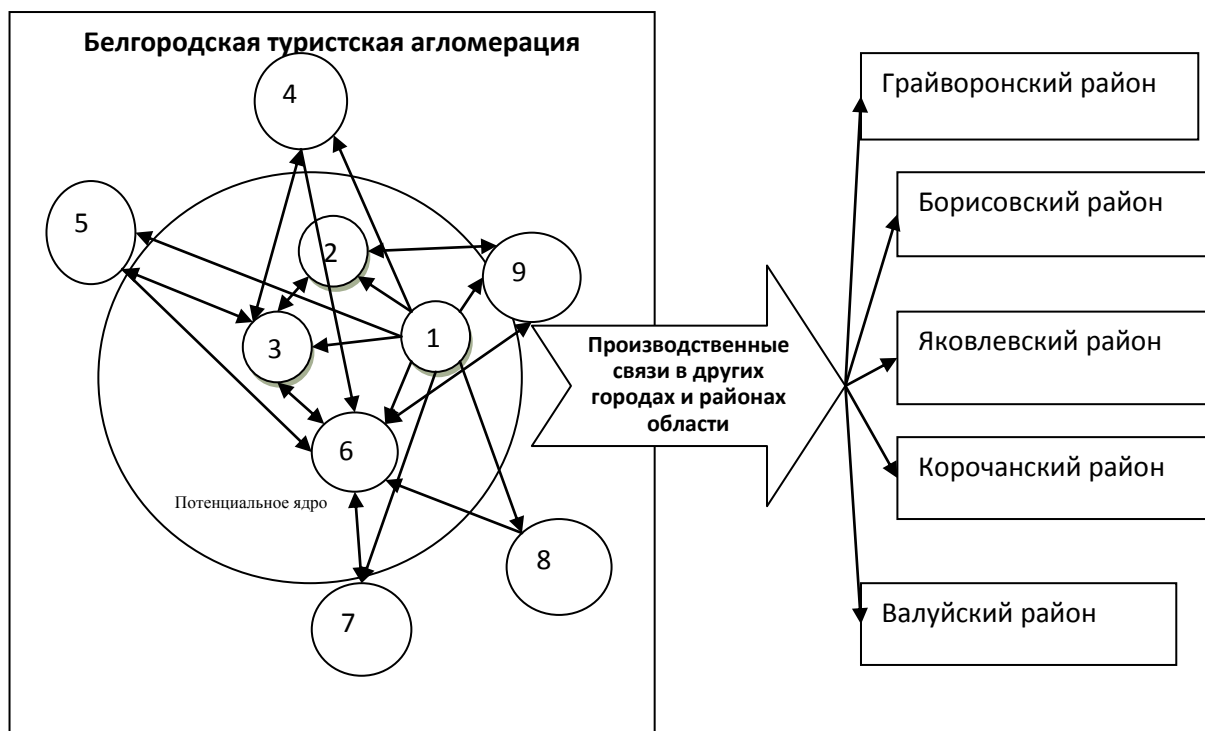 Белгородская туристская агломерация
4
5
2
9
3
1
6
Потенциальное ядро
8
7
Производственные
связи в других
городах и районах
области
Грайворонский район
Борисовский район
Яковлевский район
Корочанский район
Валуйский район